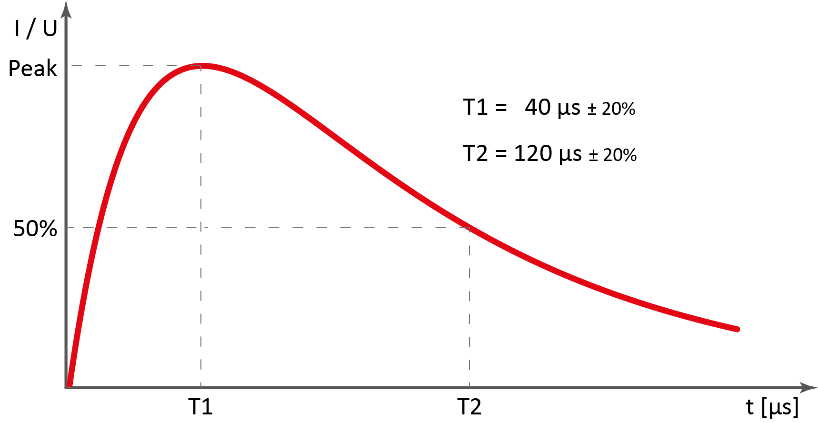 I / U
Peak
T1 = 40 µs ± 20%
T2 = 120 µs ± 20%
50%
T1
T2
t [µs]